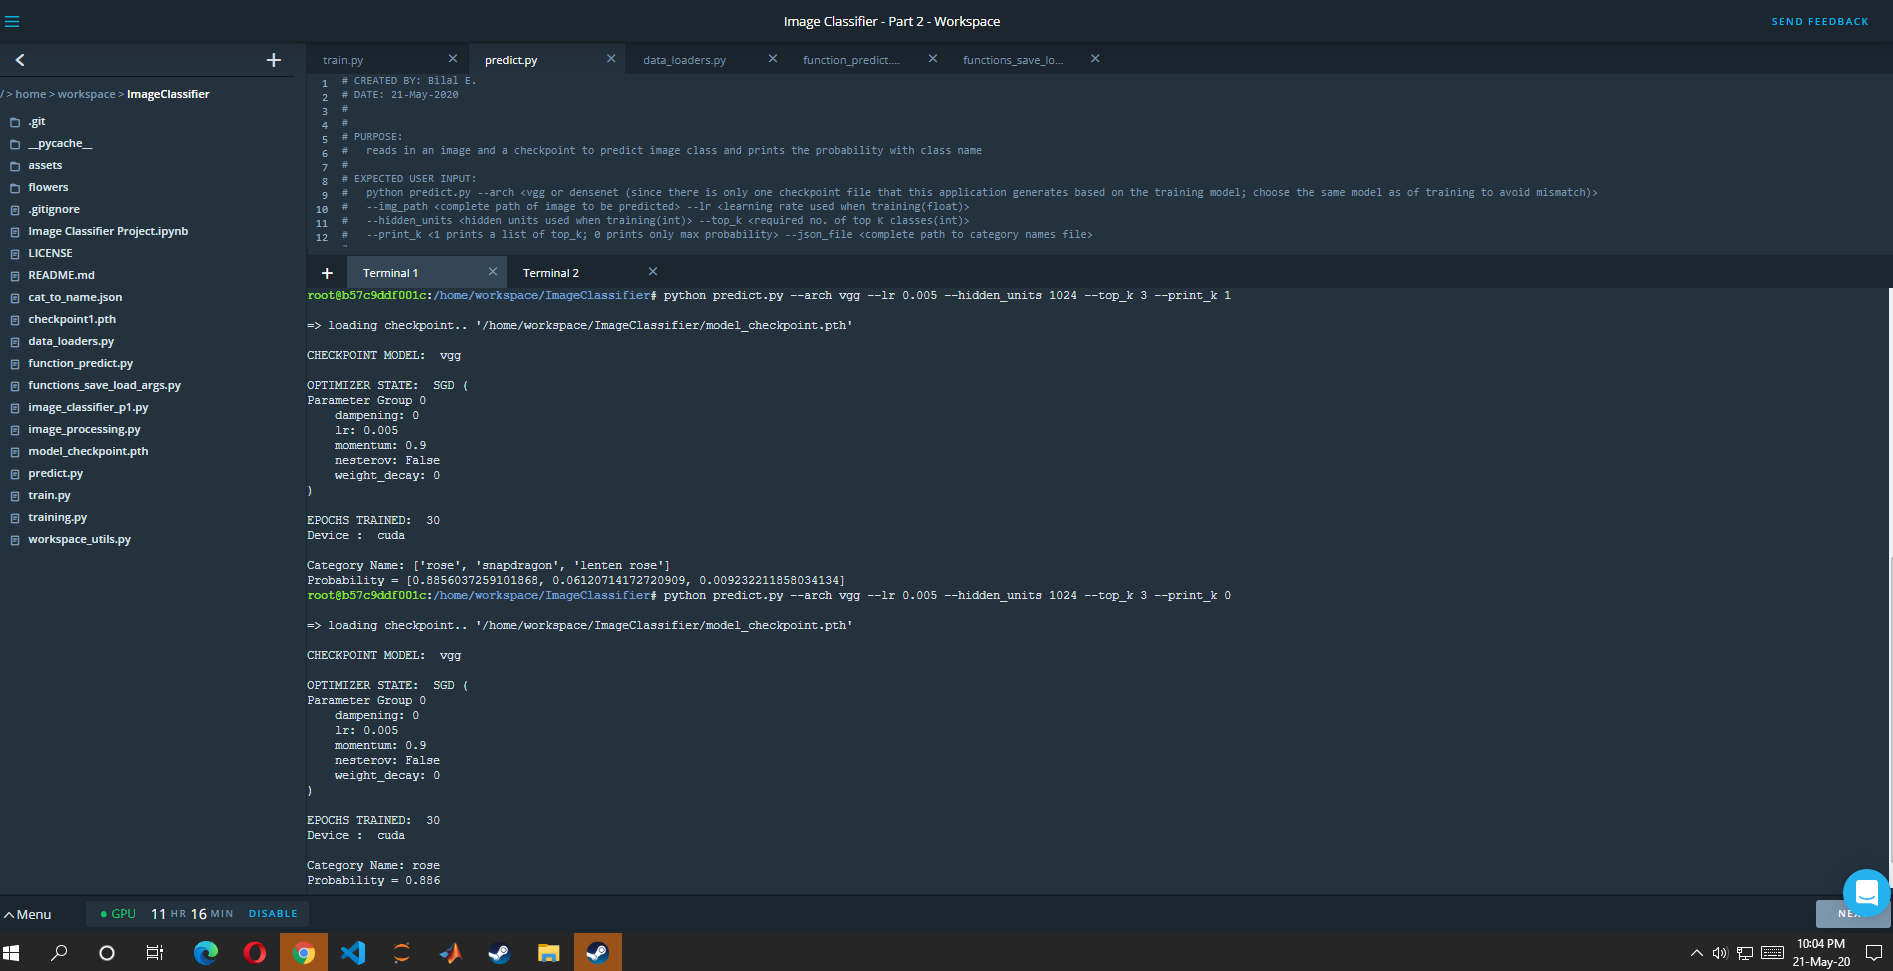 Image Classifier - Part 2 - Workspace
SEND FEEDBACK
train.py
predict.py
data_loaders.py
function_predict....
functions_save_lo...
/ > home > workspace > ImageClassifier
.git
__pycache__
assets
flowers
.gitignore
Image Classifier Project.ipynb
LICENSE
README.md
cat_to_name.json
checkpoint1.pth
data_loaders.py
function_predict.py
functions_save_load_args.py
image_classifier_p1.py
image_processing.py
model_checkpoint.pth
predict.py
train.py
training.py
workspace_utils.py
1 # CREATED BY: Bilal E.
2 # DATE: 21-May-2020
3 #
4 #
5 # PURPOSE:
6 #   reads in an image and a checkpoint to predict image class and prints the probability with class name
7 #
8 # EXPECTED USER INPUT:
9 #   python predict.py --arch <vgg or densenet (since there is only one checkpoint file that this application generates based on the training model; choose the same model as of training to avoid mismatch)>
10 #   --img_path <complete path of image to be predicted> --lr <learning rate used when training(float)>
11 #   --hidden_units <hidden units used when training(int)> --top_k <required no. of top K classes(int)>
12 #   --print_k <1 prints a list of top_k; 0 prints only max probability> --json_file <complete path to category names file>
Terminal 1
Terminal 2
root@b57c9ddf001c:/home/workspace/ImageClassifier# python predict.py --arch vgg --lr 0.005 --hidden_units 1024 --top_k 3 --print_k 1
=> loading checkpoint.. '/home/workspace/ImageClassifier/model_checkpoint.pth'
CHECKPOINT MODEL:  vgg
OPTIMIZER STATE:  SGD (
Parameter Group 0
    dampening: 0
    lr: 0.005
    momentum: 0.9
    nesterov: False
    weight_decay: 0
)
EPOCHS TRAINED:  30
Device :  cuda
Category Name: ['rose', 'snapdragon', 'lenten rose']
Probability = [0.8856037259101868, 0.06120714172720909, 0.009232211858034134]
root@b57c9ddf001c:/home/workspace/ImageClassifier# python predict.py --arch vgg --lr 0.005 --hidden_units 1024 --top_k 3 --print_k 0
=> loading checkpoint.. '/home/workspace/ImageClassifier/model_checkpoint.pth'
CHECKPOINT MODEL:  vgg
OPTIMIZER STATE:  SGD (
Parameter Group 0
    dampening: 0
    lr: 0.005
    momentum: 0.9
    nesterov: False
    weight_decay: 0
)
EPOCHS TRAINED:  30
Device :  cuda
Category Name: rose
Probability = 0.886
Menu
GPU 11 HR 16 MIN DISABLE
10:04 PM
21-May-20